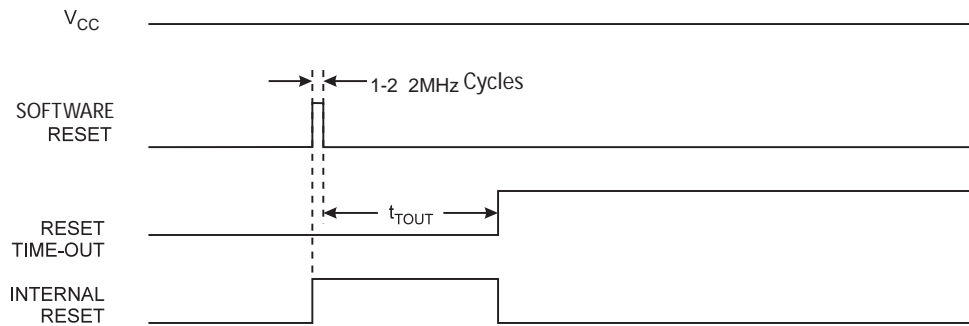 VCC
1-2 2MHz Cycles
SOFTWARE
RESET
tTOUT
RESET
TIME-OUT
INTERNAL
RESET